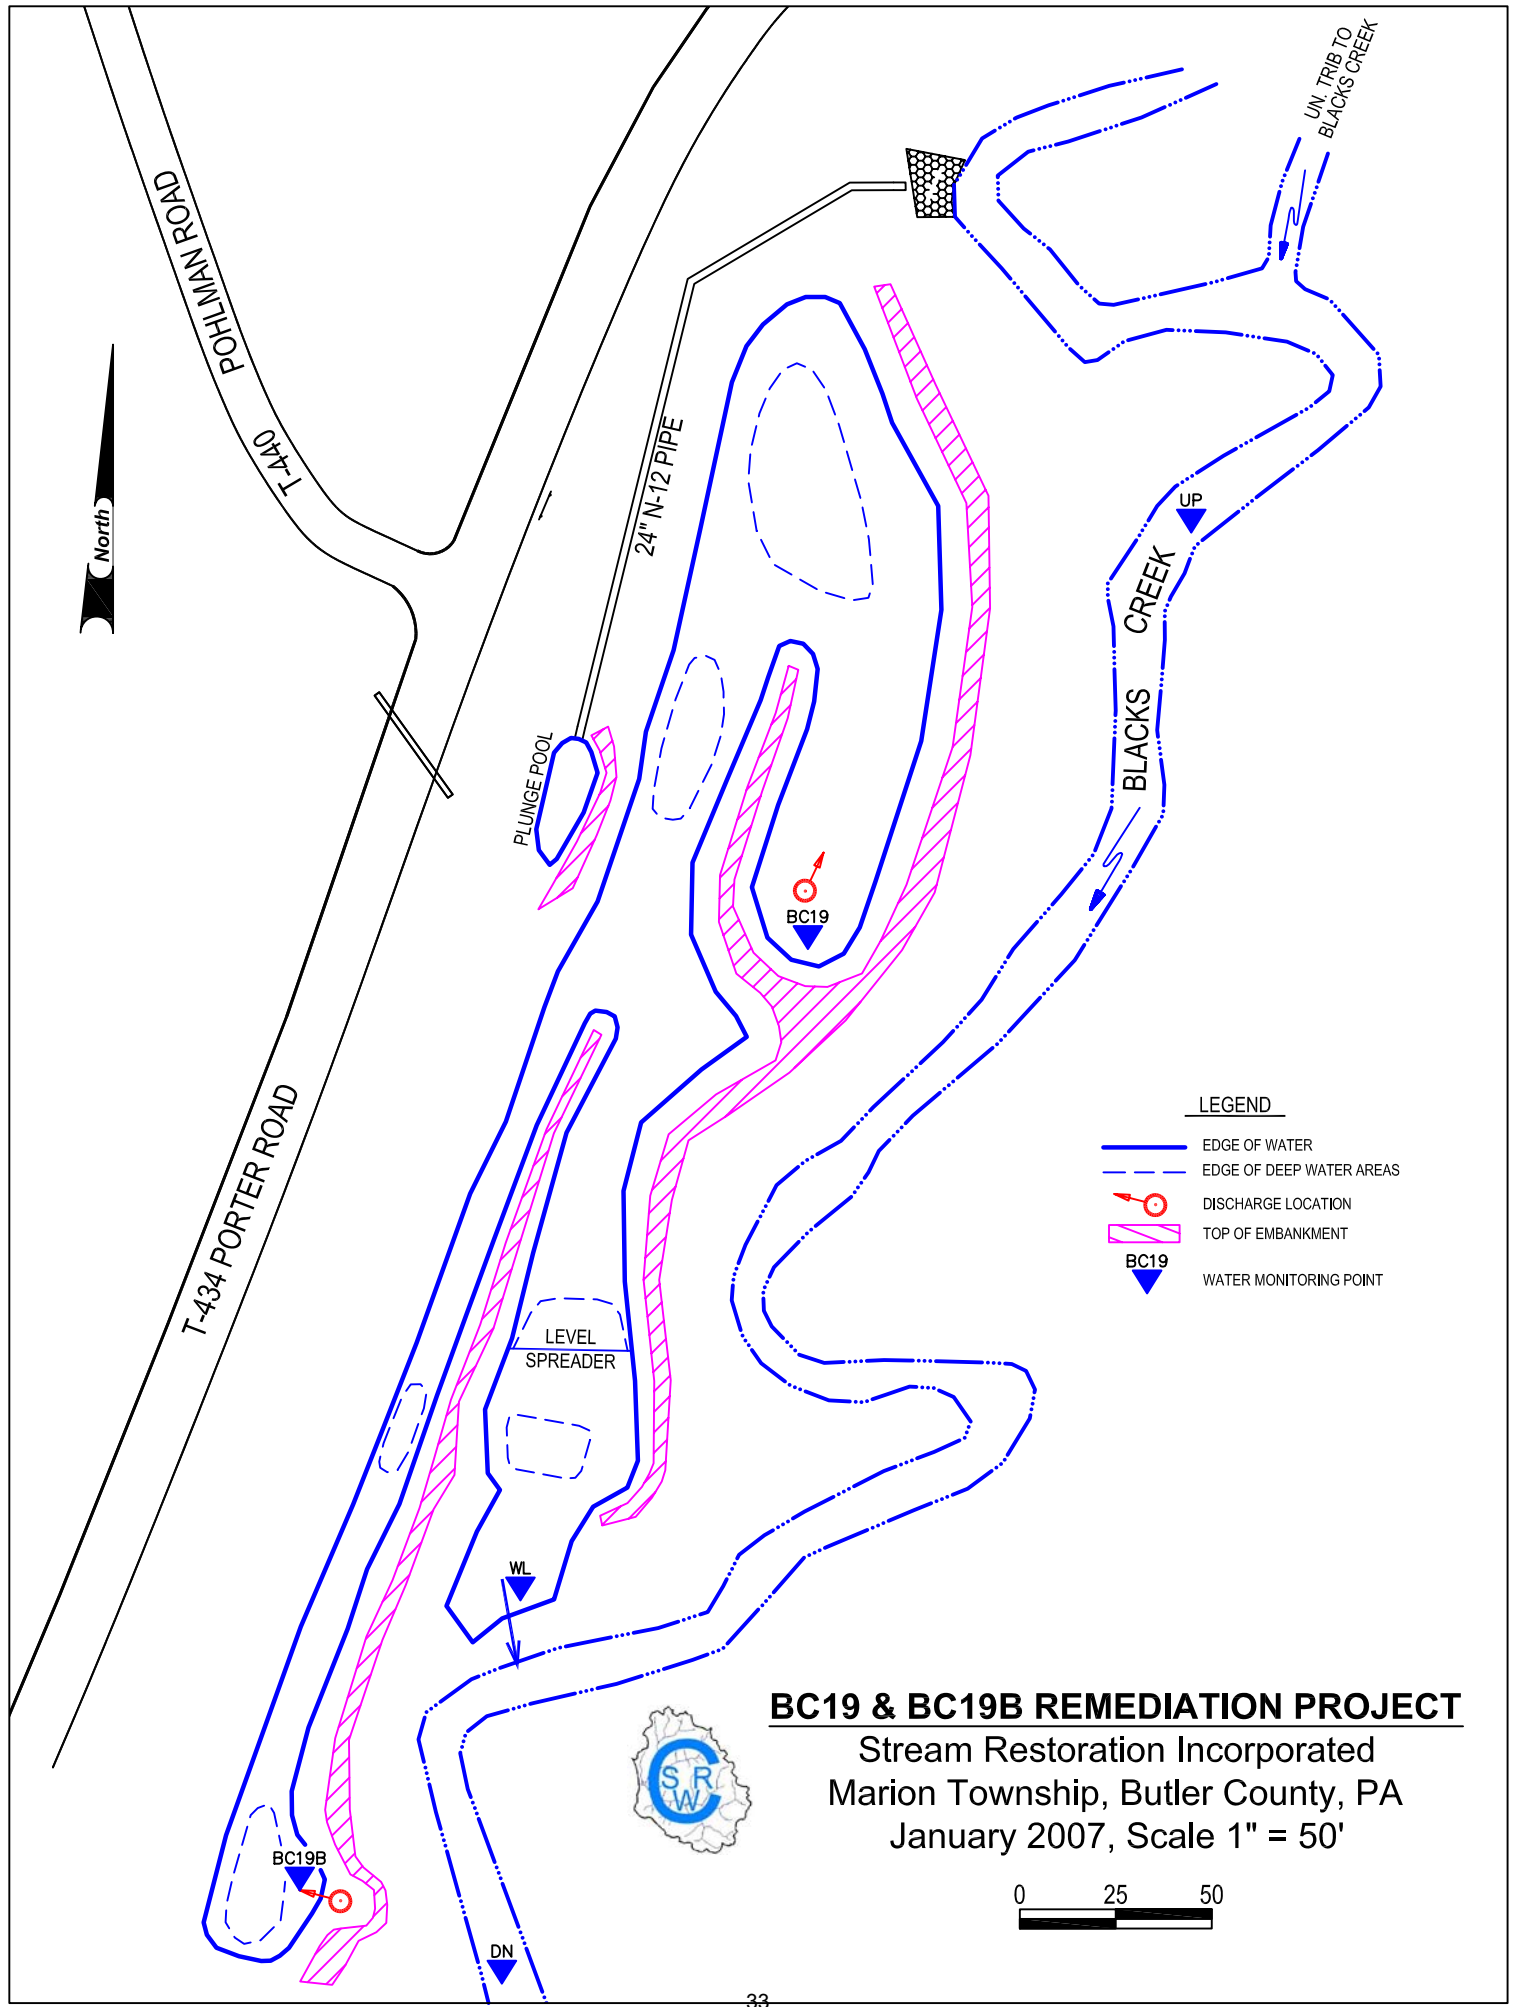 UN. TRIB TO
BLACKS CREEK
POHLMAN ROAD
T-440
North
24" N-12 PIPE
UP
CREEK
BLACKS
PLUNGE POOL
BC19
T-434 PORTER ROAD
LEGEND
EDGE OF WATER
EDGE OF DEEP WATER AREAS
DISCHARGE LOCATION
TOP OF EMBANKMENT
BC19
WATER MONITORING POINT
LEVEL
SPREADER
WL
BC19 & BC19B REMEDIATION PROJECT
Stream Restoration Incorporated
Marion Township, Butler County, PA
January 2007, Scale 1" = 50'
S R
W
C
BC19B
0 25 50
DN
33